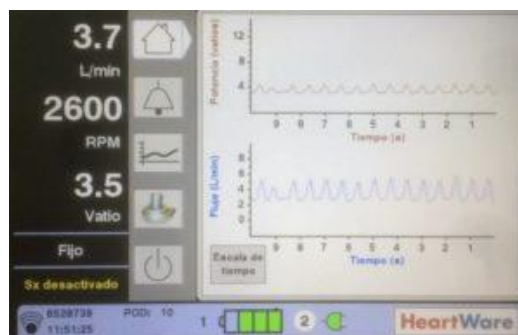 3.7
L/min
2600
RPM
3.5
Vatio
Fijo
Sx desactivado
12
8
4
Potencia (vatios)
9 8 7 6 5 4 3 2 1
Tiempo (s)
8
6
4
2
0
Flujo (L/min)
9 8 7 6 5 4 3 2 1
Tiempo (s)
Escala de
tiempo
PODI: 10
11:51:25
1
2
HeartWare